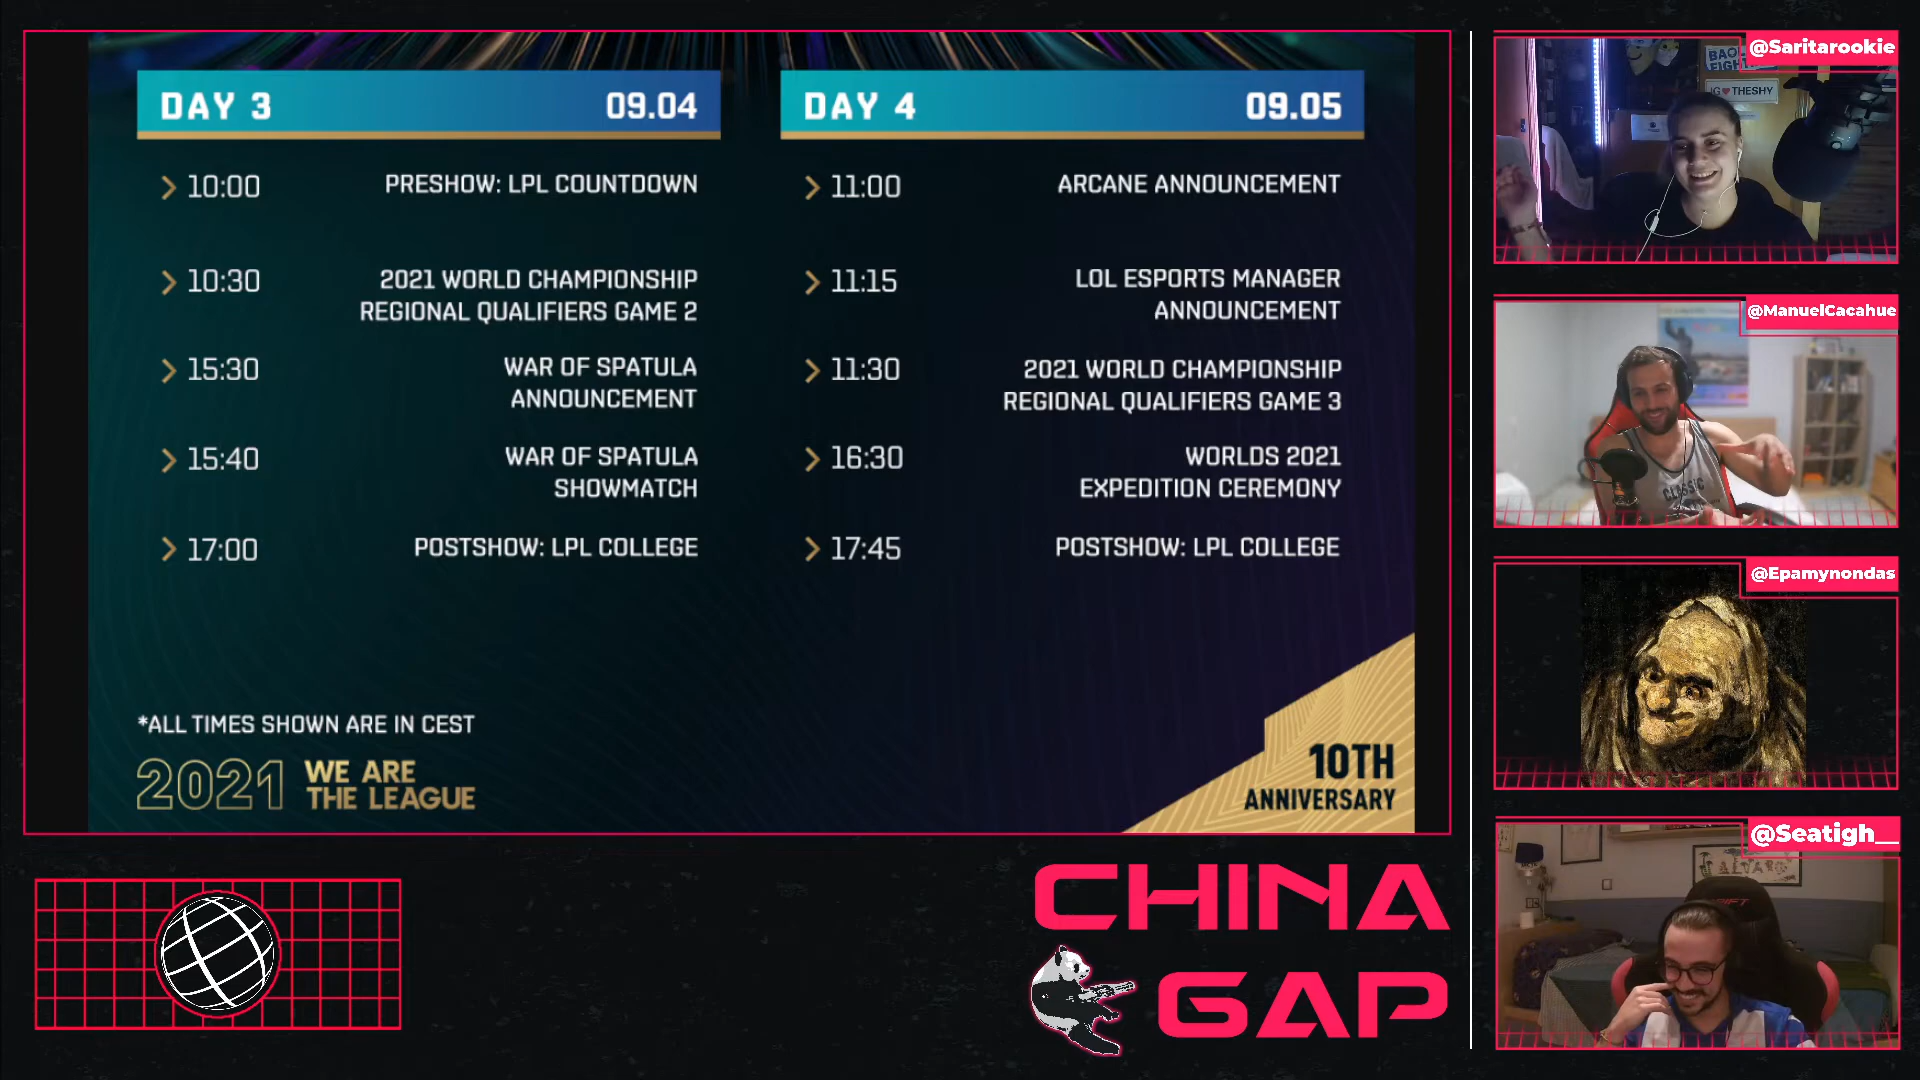 DAY 3 09.04
10:00 PRESHOW: LPL COUNTDOWN
10:30 2021 WORLD CHAMPIONSHIP
REGIONAL QUALIFIERS GAME 2
15:30 WAR OF SPATULA
ANNOUNCEMENT
15:40 WAR OF SPATULA
SHOWMATCH
17:00 POSTSHOW: LPL COLLEGE
DAY 4 09.05
11:00 ARCANE ANNOUNCEMENT
11:15 LOL ESPORTS MANAGER
ANNOUNCEMENT
11:30 2021 WORLD CHAMPIONSHIP
REGIONAL QUALIFIERS GAME 3
16:30 WORLDS 2021
EXPEDITION CEREMONY
17:45 POSTSHOW: LPL COLLEGE
*ALL TIMES SHOWN ARE IN CEST
2021 WE ARE
THE LEAGUE
10TH
ANNIVERSARY
CHINA
GAP
@Saritarookie
IG♥THESHY
@ManuelCacahue
CLASSIC
@Epamynondas
@Seatigh__
ALVARO